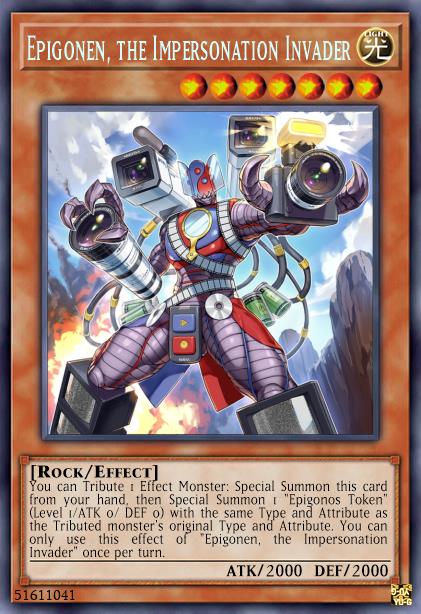 EPIGONEN, THE IMPERSONATION INVADER
LIGHT
光
[ROCK/EFFECT]
You can Tribute 1 Effect Monster: Special Summon this card
from your hand, then Special Summon 1 "Epigonos Token"
(Level 1/ATK 0/ DEF 0) with the same Type and Attribute as
the Tributed monster's original Type and Attribute. You can
only use this effect of "Epigonen, the Impersonation
Invader" once per turn.
ATK/2000 DEF/2000
51611041